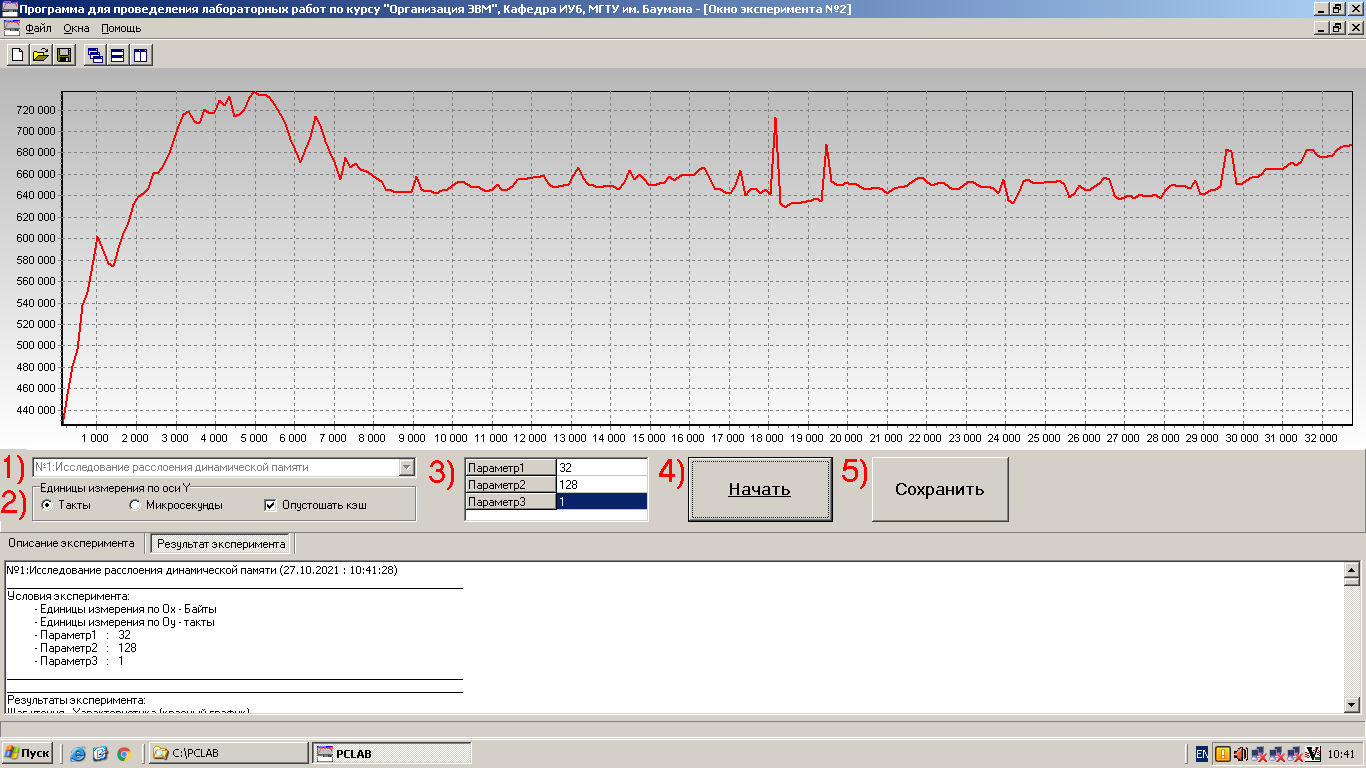 Программа для проведения лабораторных работ по курсу "Организация ЭВМ", Кафедра ИУ6, МГТУ им. Баумана - [Окно эксперимента №2]
Файл Окна Помощь
720 000
700 000
680 000
660 000
640 000
620 000
600 000
580 000
560 000
540 000
520 000
500 000
480 000
460 000
440 000
1 000 2 000 3 000 4 000 5 000 6 000 7 000 8 000 9 000 10 000 11 000 12 000 13 000 14 000 15 000 16 000 17 000 18 000 19 000 20 000 21 000 22 000 23 000 24 000 25 000 26 000 27 000 28 000 29 000 30 000 31 000 32 000
1) №1:Исследование расслоения динамической памяти
2) Единицы измерения по оси Y
Такты Микросекунды Опустошать кэш
3) Параметр1 32
Параметр2 128
Параметр3 1
4) Начать
5) Сохранить
Описание эксперимента Результат эксперимента
№1:Исследование расслоения динамической памяти (27.10.2021 : 10:41:28)
Условия эксперимента:
- Единицы измерения по Ox - Байты
- Единицы измерения по Oy - такты
- Параметр1 : 32
- Параметр2 : 128
- Параметр3 : 1
Результаты эксперимента:
Шаг чтения - Характеристика (красный график)
Пуск C:\PCLAB PCLAB EN 10:41